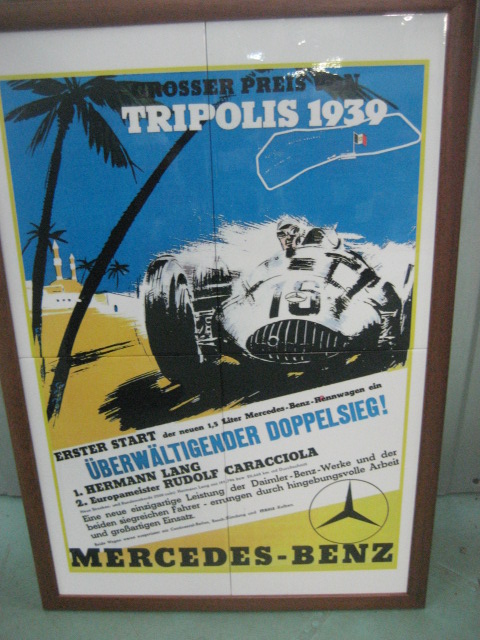 GROSSER PREIS VON
TRIPOLIS 1939
16
ERSTER START der neuen 1,5 Liter Mercedes-Benz-Rennwagen ein
ÜBERWÄLTIGENDER DOPPELSIEG!
1. HERMANN LANG
2. Europameister RUDOLF CARACCIOLA
Eine neue einzigartige Leistung der Daimler-Benz-Werke und der
beiden siegreichen Fahrer - errungen durch hingebungsvolle Arbeit
und großartigen Einsatz.
MERCEDES-BENZ